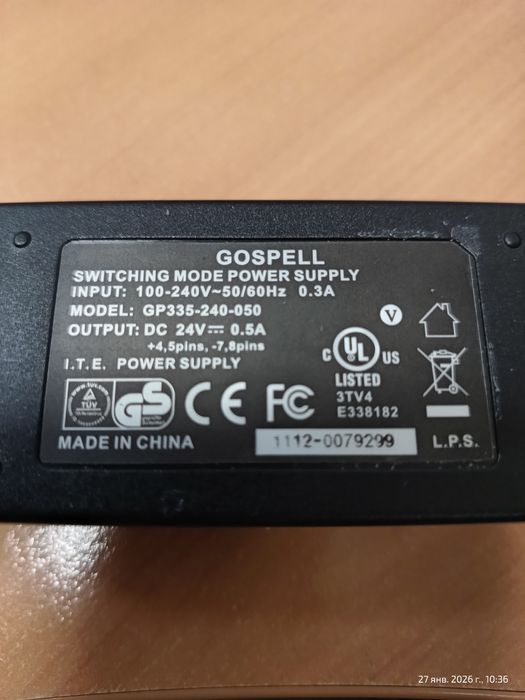 GOSPELL
SWITCHING MODE POWER SUPPLY
INPUT: 100-240V~50/60Hz 0.3A
MODEL: GP335-240-050
OUTPUT: DC 24V⎓ 0.5A
+4,5pins, -7,8pins
I.T.E. POWER SUPPLY
V
C UL US
LISTED
3TV4
E338182
TÜV
GS
CE FC
MADE IN CHINA
1112-0079299
L.P.S.
27 янв. 2026 г., 10:36